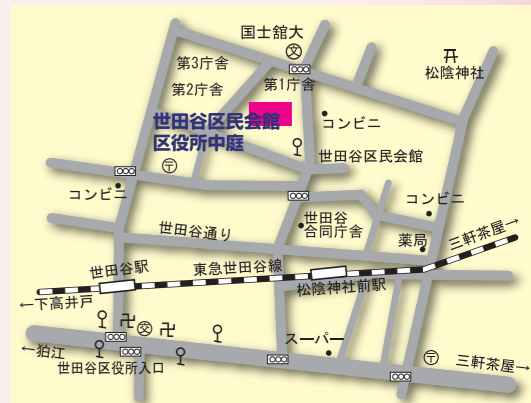 国士舘大
文
第3庁舎
第1庁舎
松陰神社
第2庁舎
コンビニ
世田谷区民会館
区役所中庭
世田谷区民会館
〒
コンビニ
コンビニ
世田谷
合同庁舎
世田谷通り
薬局
三軒茶屋→
世田谷駅
東急世田谷線
松陰神社前駅
←下高井戸
卍
交
卍
スーパー
←狛江
世田谷区役所入口
〒
三軒茶屋→